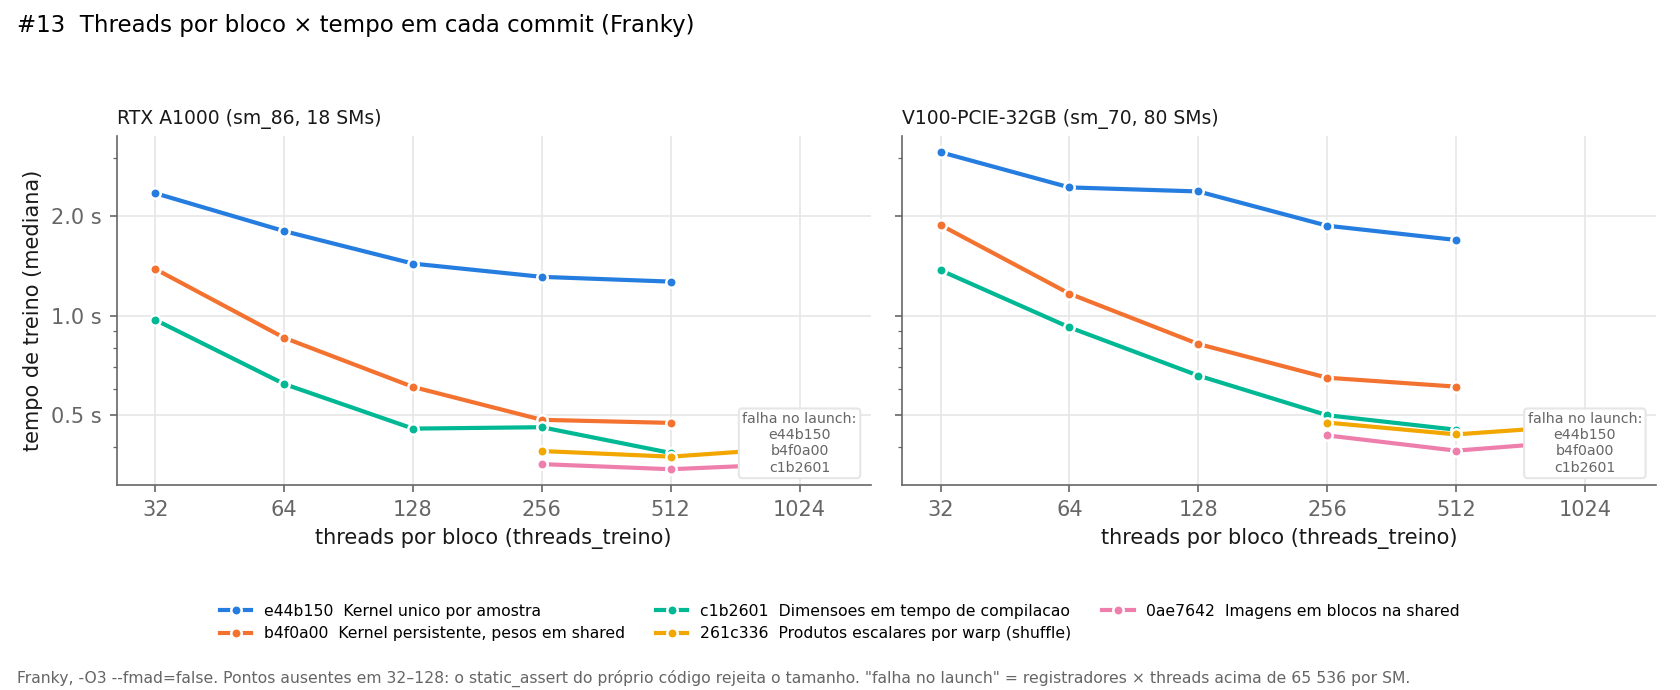 #13  Threads por bloco × tempo em cada commit (Franky)
RTX A1000 (sm_86, 18 SMs)
V100-PCIE-32GB (sm_70, 80 SMs)
tempo de treino (mediana)
2.0 s
1.0 s
0.5 s
falha no launch:
e44b150
b4f0a00
c1b2601
falha no launch:
e44b150
b4f0a00
c1b2601
32 64 128 256 512 1024
32 64 128 256 512 1024
threads por bloco (threads_treino)
threads por bloco (threads_treino)
e44b150  Kernel unico por amostra
b4f0a00  Kernel persistente, pesos em shared
c1b2601  Dimensoes em tempo de compilacao
261c336  Produtos escalares por warp (shuffle)
0ae7642  Imagens em blocos na shared
Franky, -O3 --fmad=false. Pontos ausentes em 32–128: o static_assert do próprio código rejeita o tamanho. "falha no launch" = registradores × threads acima de 65 536 por SM.